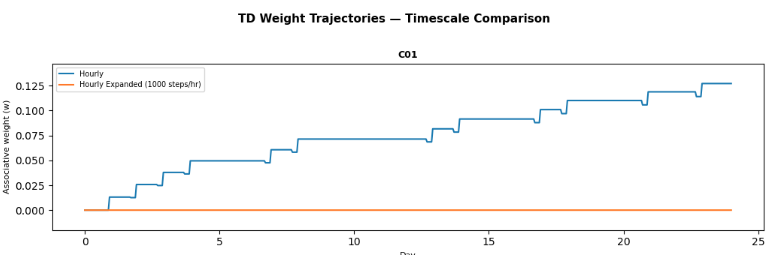 TD Weight Trajectories — Timescale Comparison
C01
Hourly
Hourly Expanded (1000 steps/hr)
Associative weight (w)
0.125
0.100
0.075
0.050
0.025
0.000
0 5 10 15 20 25